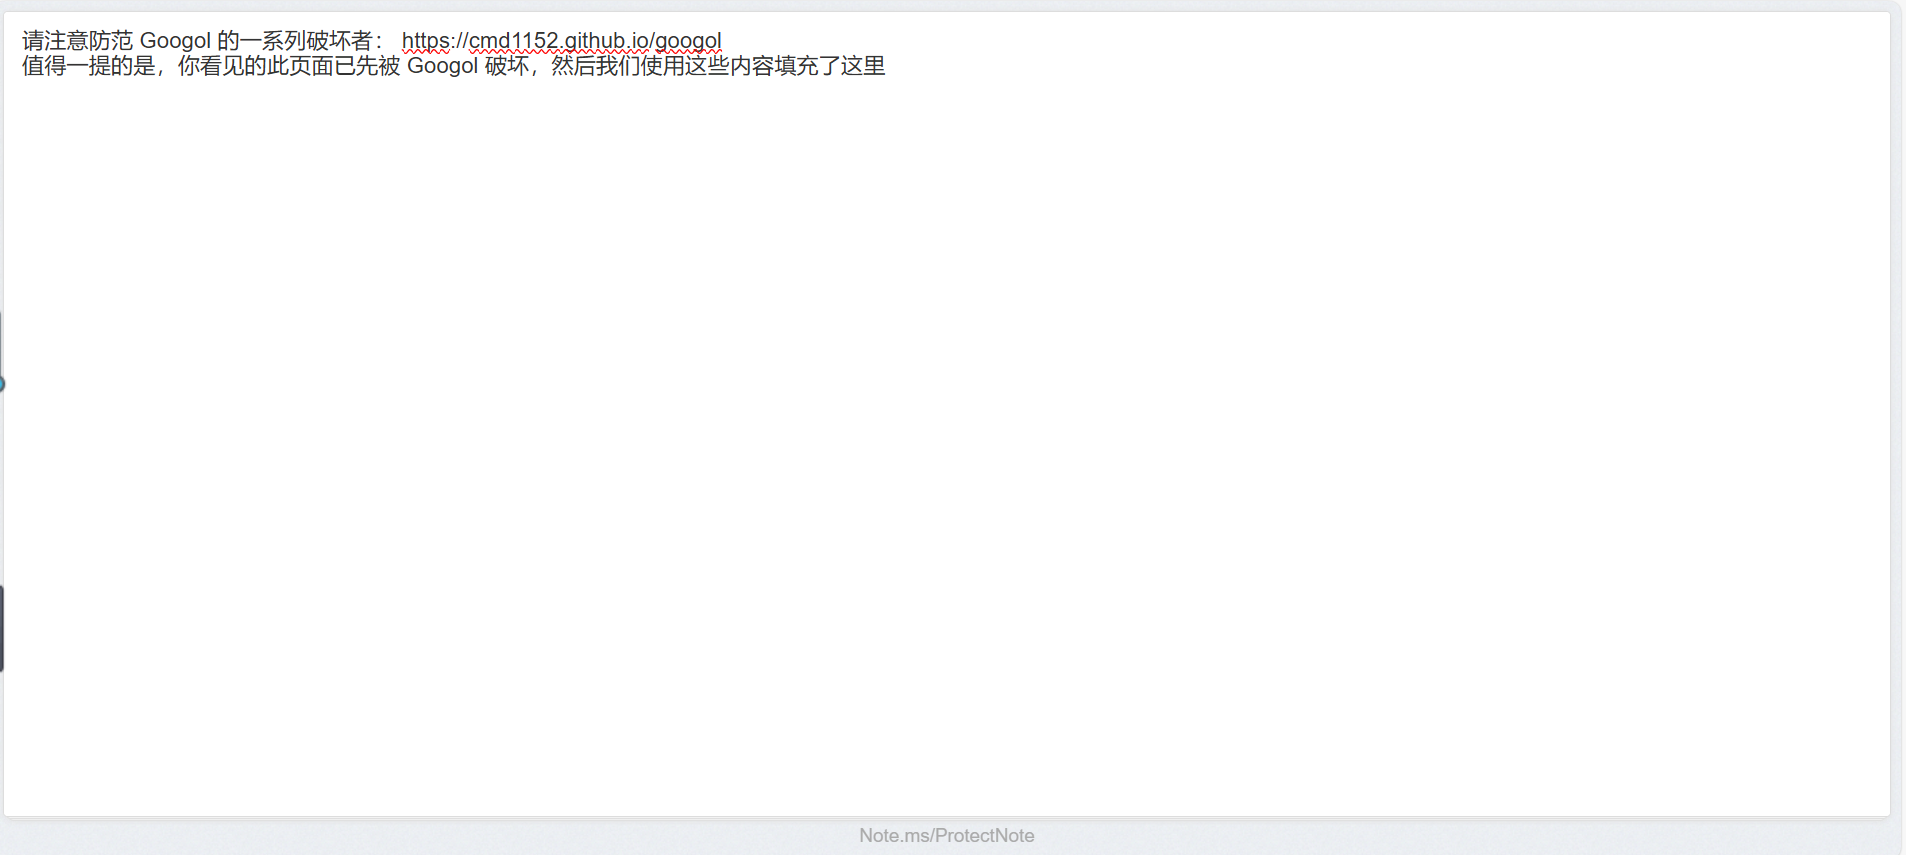 请注意防范 Googol 的一系列破坏者： https://cmd1152.github.io/googol
值得一提的是，你看见的此页面已先被 Googol 破坏，然后我们使用这些内容填充了这里
Note.ms/ProtectNote